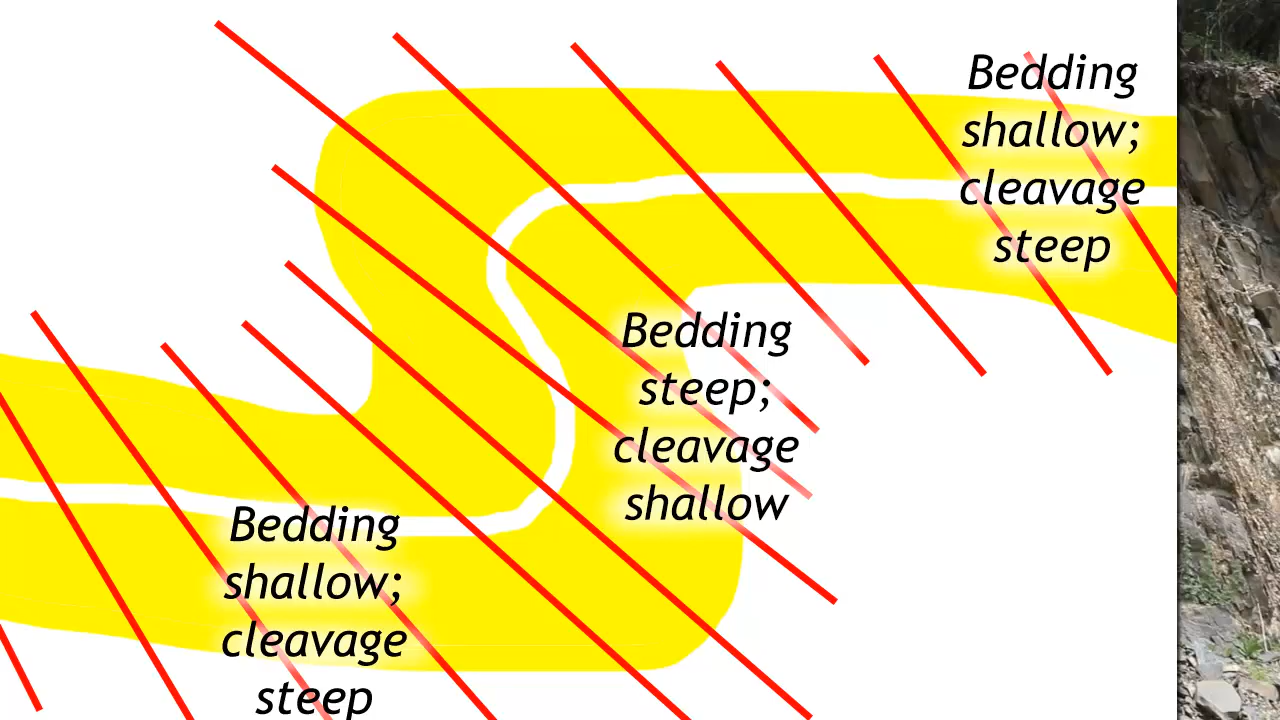 Bedding
shallow;
cleavage
steep
Bedding
steep;
cleavage
shallow
Bedding
shallow;
cleavage
steep